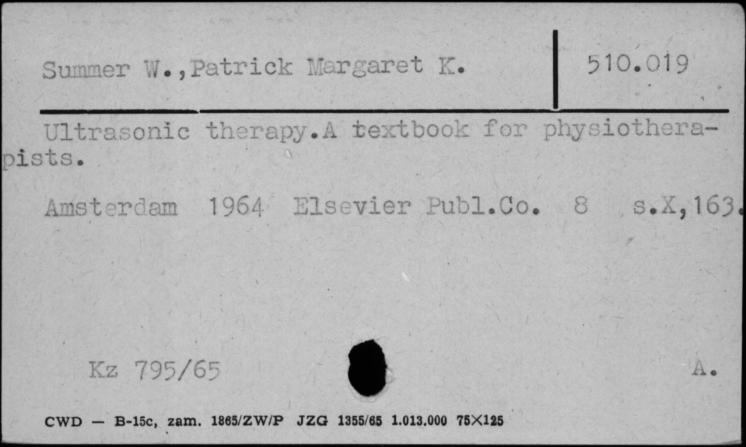 Summer W.,Patrick Margaret K. 510.019
Ultrasonic therapy.A textbook for physiothera-
pists.
Amsterdam 1964 Elsevier Publ.Co. 8 s.X,163.
Kz 795/65 A.
CWD — B-15c, zam. 1865/ZW/P JZG 1355/65 1.013.000 75X125